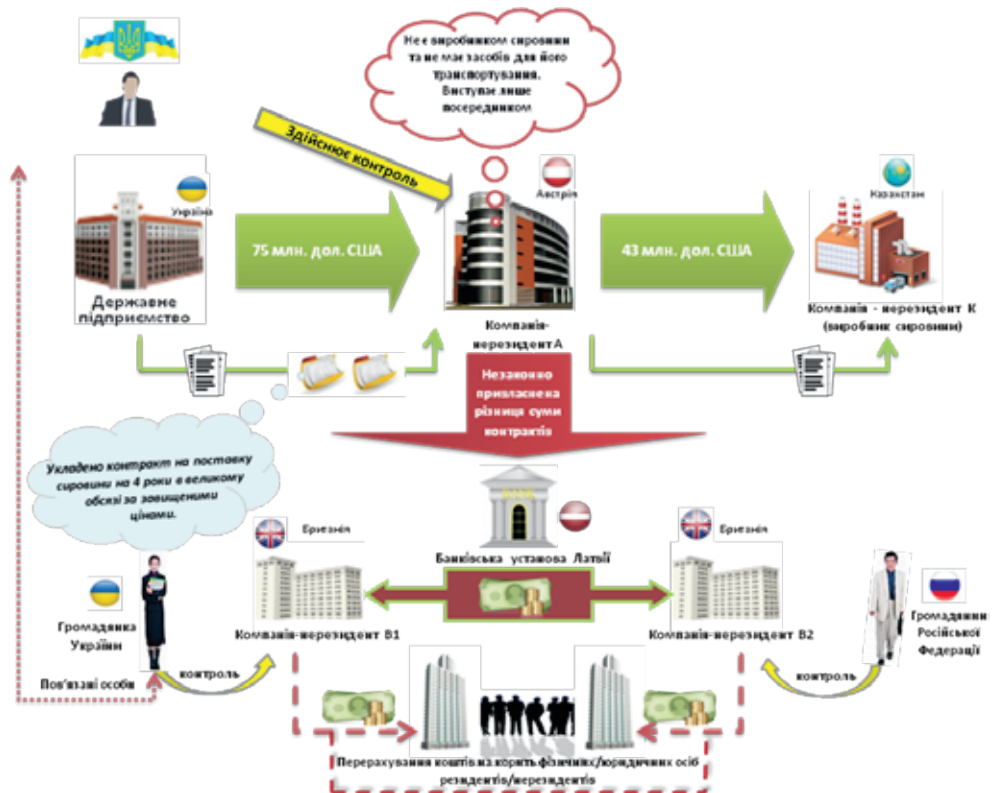 Не є виробником сировини
та не має засобів для його
транспортування.
Виступає лише
посередником
Здійснює контроль
Україна
Австрія
Казахстан
75 млн. дол. США
43 млн. дол. США
Державне
підприємство
Компанія-
нерезидент А
Компанія - нерезидент К
(виробник сировини)
Незаконно
привласнена
різниця суми
контрактів
Укладено контракт на поставку
сировини на 4 роки в великому
обсязі за завищеними
цінами.
BANK
Британія
Британія
Банківська установа Латвії
Громадянка
України
Компанія-нерезидент В1
Компанія-нерезидент В2
Громадянин
Російської
Федерації
Пов'язані особи
контроль
контроль
Перерахування коштів на користь фізичних/юридичних осіб
резидентів/нерезидентів